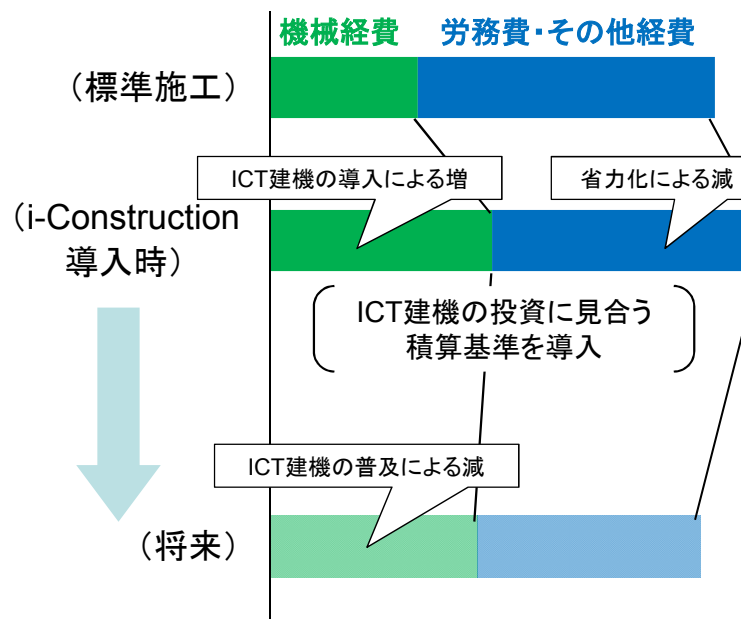 機械経費 労務費・その他経費
（標準施工）
ICT建機の導入による増 省力化による減
（i-Construction
導入時）
ICT建機の投資に見合う
積算基準を導入
ICT建機の普及による減
（将来）